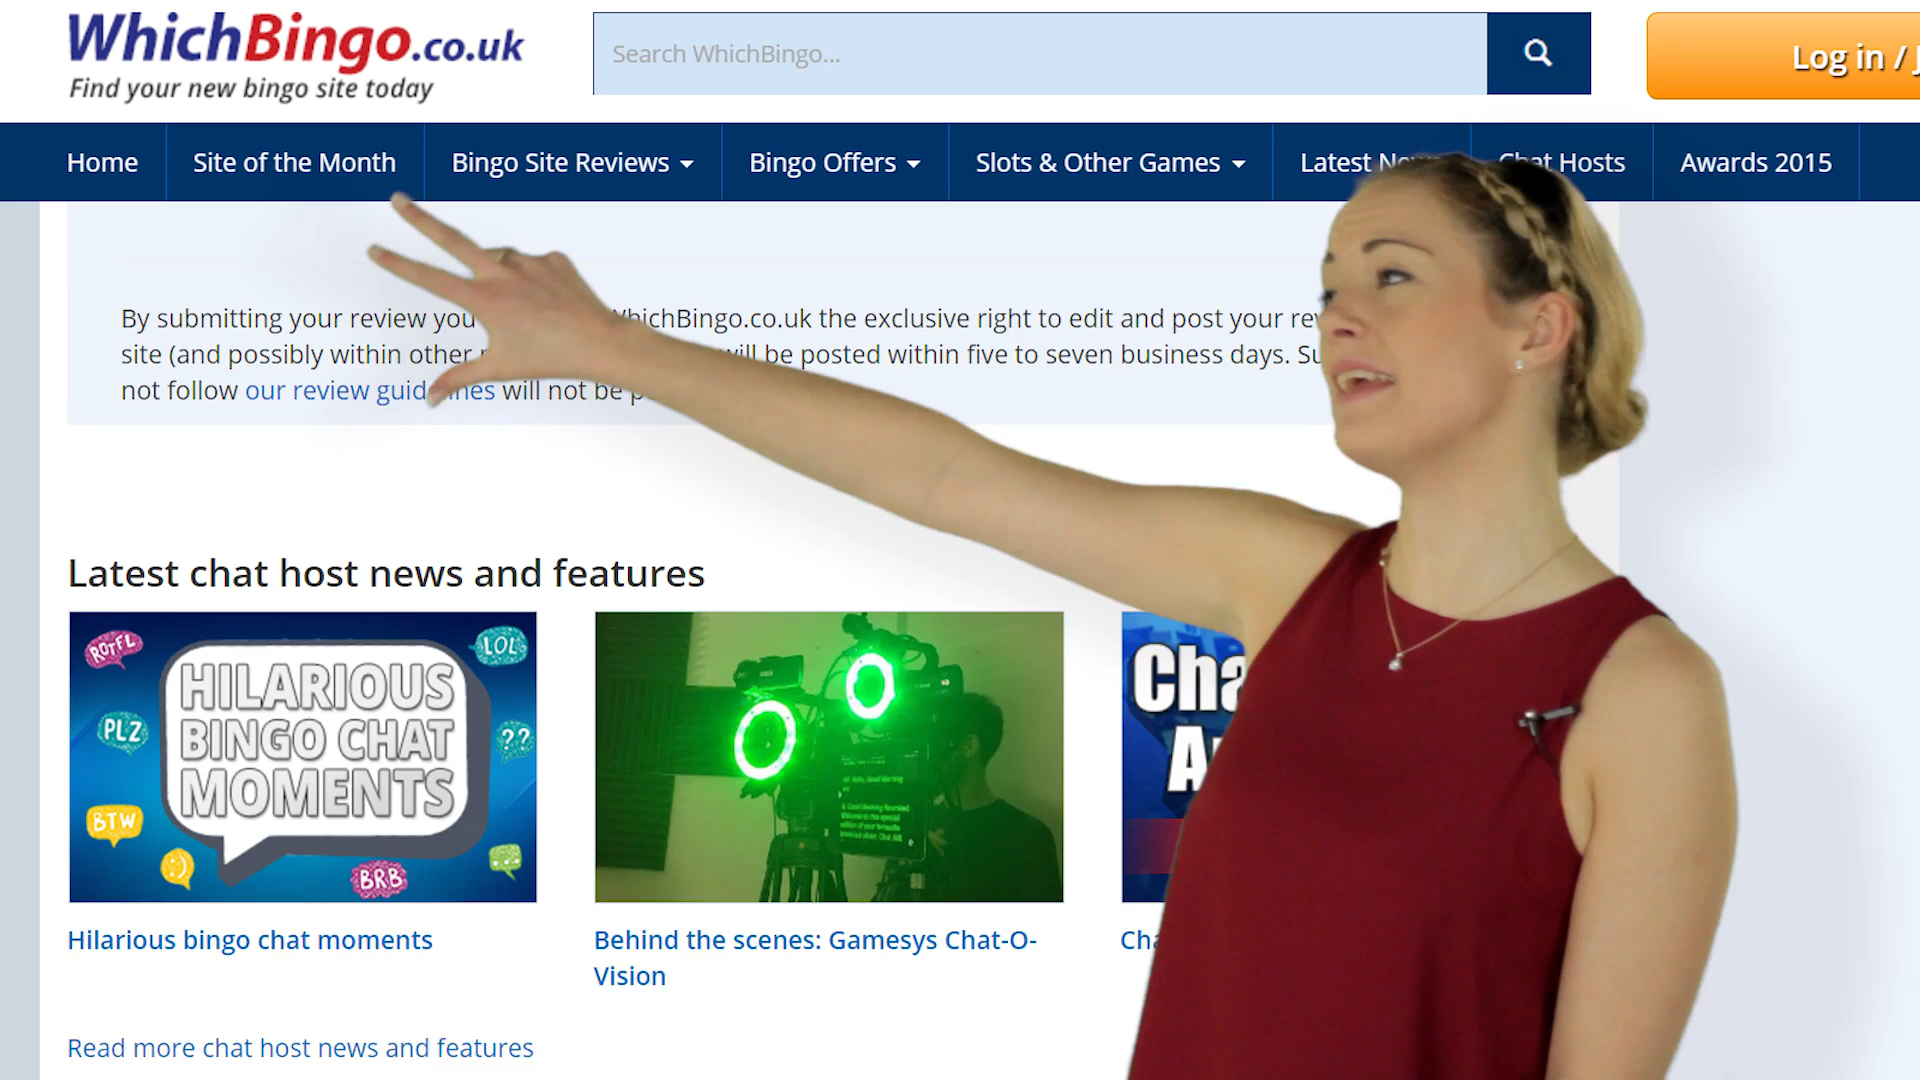 WhichBingo.co.uk
Find your new bingo site today
Search WhichBingo...
Log in /
Home
Site of the Month
Bingo Site Reviews
Bingo Offers
Slots & Other Games
Latest
Chat Hosts
Awards 2015
By submitting your review you WhichBingo.co.uk the exclusive right to edit and post your
site (and possibly within other will be posted within five to seven business days.
not follow our review guidelines will not be
Latest chat host news and features
ROTFL
LOL
HILARIOUS
PLZ
BINGO CHAT
??
MOMENTS
BTW
BRB
Hilarious bingo chat moments
Behind the scenes: Gamesys Chat-O-
Vision
Read more chat host news and features